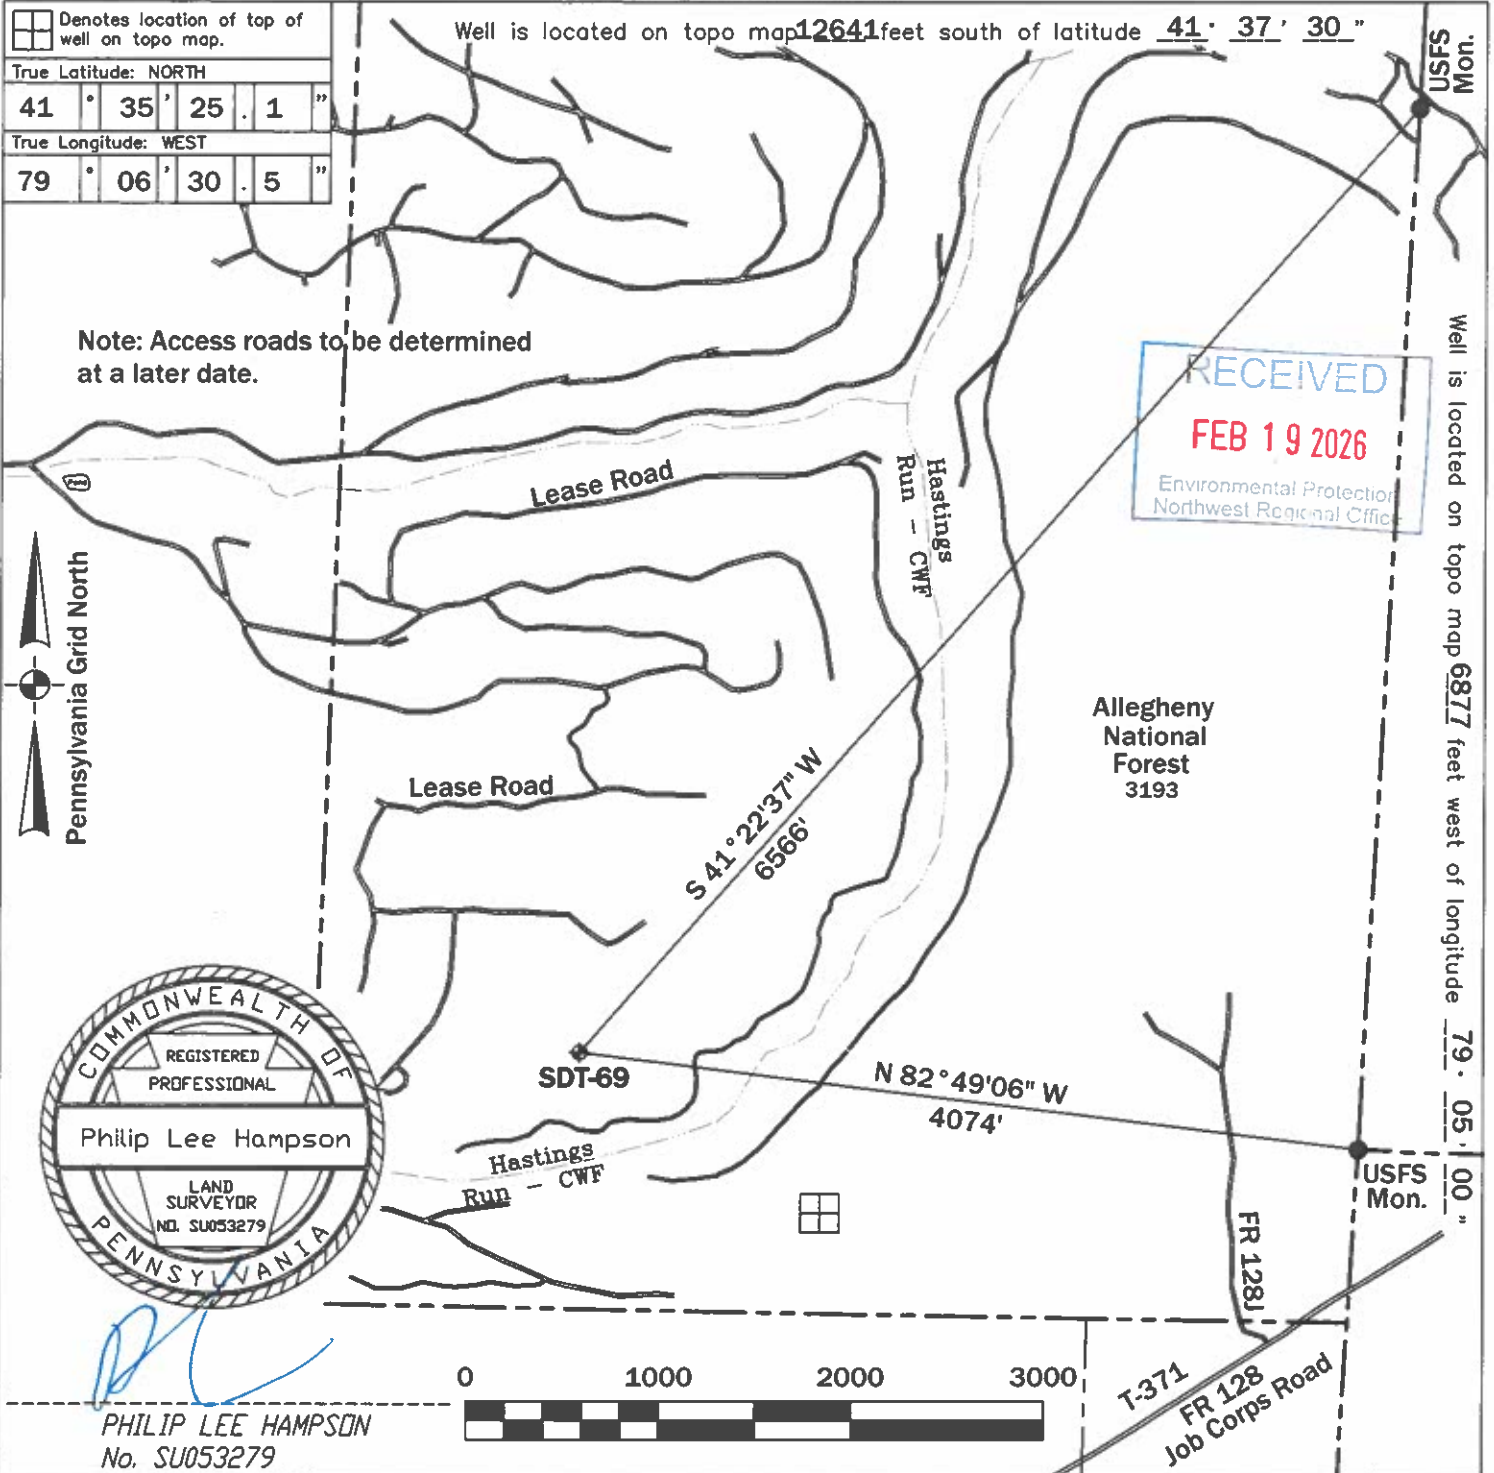 Denotes location of top of
well on topo map.
Well is located on topo map 12641 feet south of latitude 41° 37' 30"
True Latitude: NORTH
41 ° 35 ' 25 . 1 "
True Longitude: WEST
79 ° 06 ' 30 . 5 "
USFS
Mon.
Note: Access roads to be determined
at a later date.
RECEIVED
FEB 19 2026
Environmental Protection
Northwest Regional Office
Well is located on topo map 6877 feet west of longitude 79° 05' 00"
Lease Road
Hastings
Run - CWF
Pennsylvania Grid North
Allegheny
National
Forest
3193
Lease Road
S 41°22'37" W
6566'
SDT-69
N 82°49'06" W
4074'
USFS
Mon.
Hastings
Run - CWF
FR 128J
COMMONWEALTH OF
REGISTERED
PROFESSIONAL
Philip Lee Hampson
LAND
SURVEYOR
NO. SU053279
PENNSYLVANIA
0 1000 2000 3000
T-371
FR 128
Job Corps Road
PHILIP LEE HAMPSON
No. SU053279